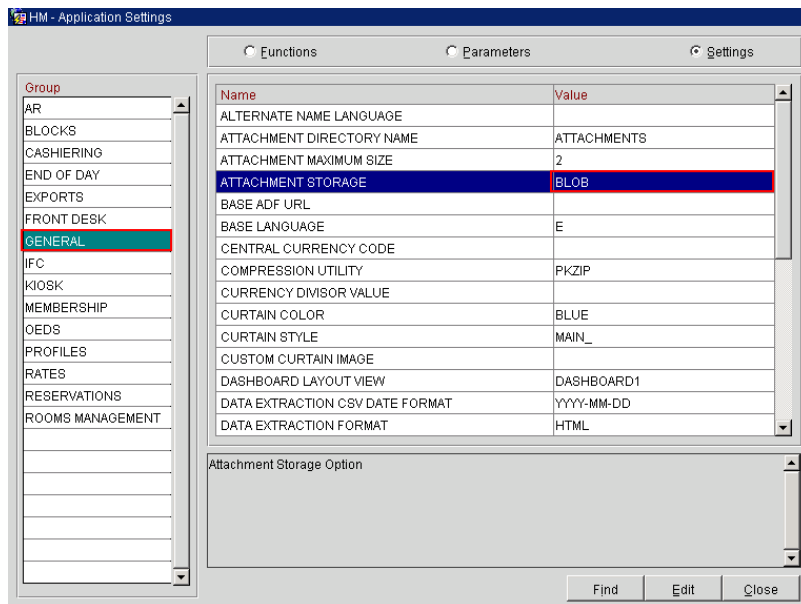 HM - Application Settings
Functions Parameters Settings
Group
AR
BLOCKS
CASHIERING
END OF DAY
EXPORTS
FRONT DESK
GENERAL
IFC
KIOSK
MEMBERSHIP
OEDS
PROFILES
RATES
RESERVATIONS
ROOMS MANAGEMENT
Name Value
ALTERNATE NAME LANGUAGE
ATTACHMENT DIRECTORY NAME ATTACHMENTS
ATTACHMENT MAXIMUM SIZE 2
ATTACHMENT STORAGE BLOB
BASE ADF URL
BASE LANGUAGE E
CENTRAL CURRENCY CODE
COMPRESSION UTILITY PKZIP
CURRENCY DIVISOR VALUE
CURTAIN COLOR BLUE
CURTAIN STYLE MAIN_
CUSTOM CURTAIN IMAGE
DASHBOARD LAYOUT VIEW DASHBOARD1
DATA EXTRACTION CSV DATE FORMAT YYYY-MM-DD
DATA EXTRACTION FORMAT HTML
Attachment Storage Option
Find Edit Close